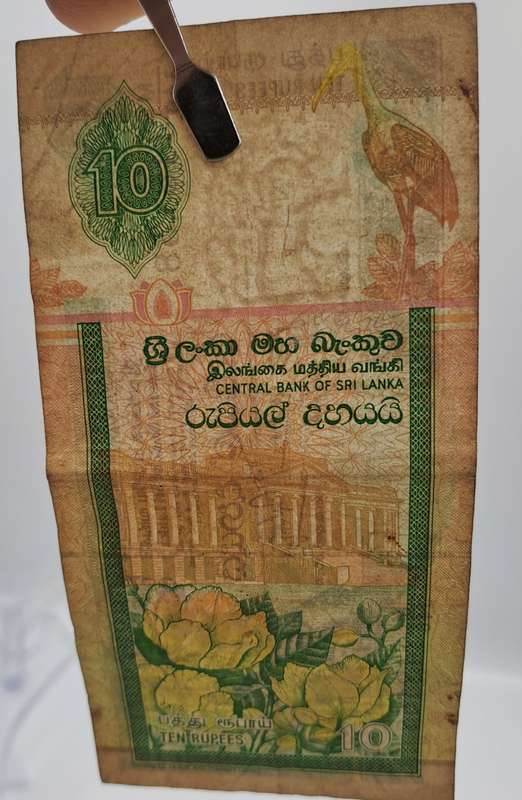 10
ශ්‍රී ලංකා මහ බැංකුව
இலங்கை மத்திய வங்கி
CENTRAL BANK OF SRI LANKA
රුපියල් දහයයි
பத்து ரூபாய்
TEN RUPEES
10